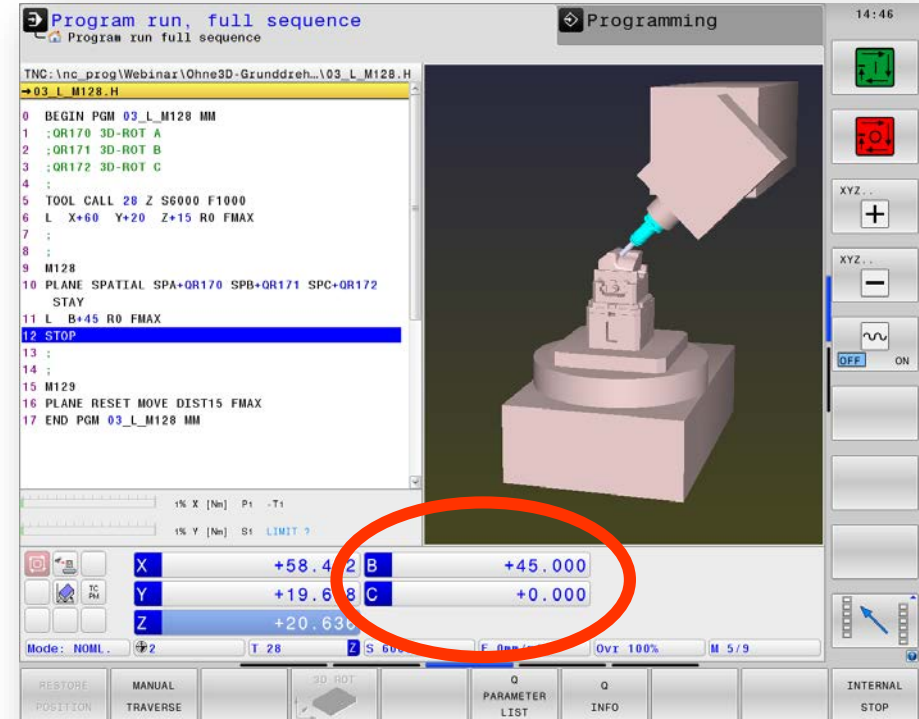 Program run, full sequence
Program run full sequence
Programming
14:46
TNC:\nc_prog\Webinar\Ohne3D-Grunddreh…\03_L_M128.H
→03_L_M128.H
0 BEGIN PGM 03_L_M128 MM
1 ;QR170 3D-ROT A
2 ;QR171 3D-ROT B
3 ;QR172 3D-ROT C
4 ;
5 TOOL CALL 28 Z S6000 F1000
6 L X+60 Y+20 Z+15 R0 FMAX
7 ;
8 ;
9 M128
10 PLANE SPATIAL SPA+QR170 SPB+QR171 SPC+QR172
STAY
11 L B+45 R0 FMAX
12 STOP
13 ;
14 ;
15 M129
16 PLANE RESET MOVE DIST15 FMAX
17 END PGM 03_L_M128 MM
1% X [Nm] P1 -T1
1% Y [Nm] S1 LIMIT ?
L
XYZ..
+
XYZ..
−
OFF ON
TC
PM
X B +45.000
Y C +0.000
Z +20.636
Mode: NOML. 2 T 28 Z S Ovr 100% M 5/9
RESTORE
POSITION
MANUAL
TRAVERSE
3D ROT
Q
PARAMETER
LIST
Q
INFO
INTERNAL
STOP